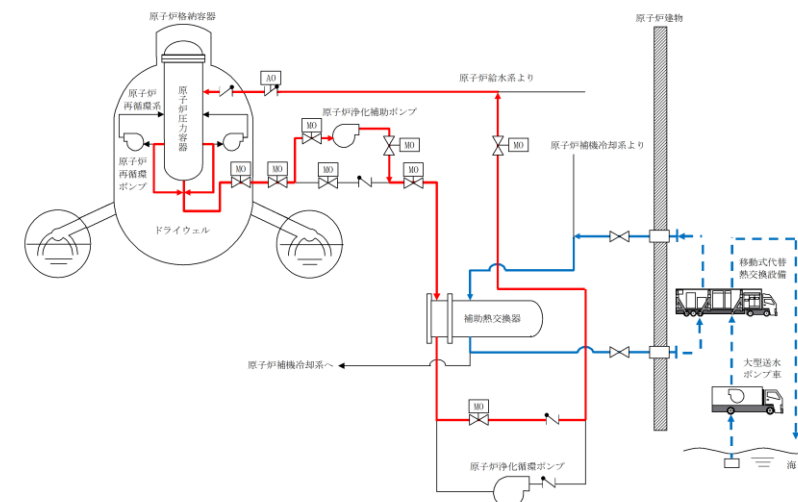 原子炉格納容器
原子炉建物
原子炉
再循環系
原子炉圧力容器
AO
原子炉給水系より
原子炉浄化補助ポンプ
MO
MO
MO
原子炉補機冷却系より
原子炉
再循環
ポンプ
MO
MO
MO
MO
ドライウェル
移動式代替
熱交換設備
補助熱交換器
原子炉補機冷却系へ
大型送水
ポンプ車
MO
原子炉浄化循環ポンプ
海